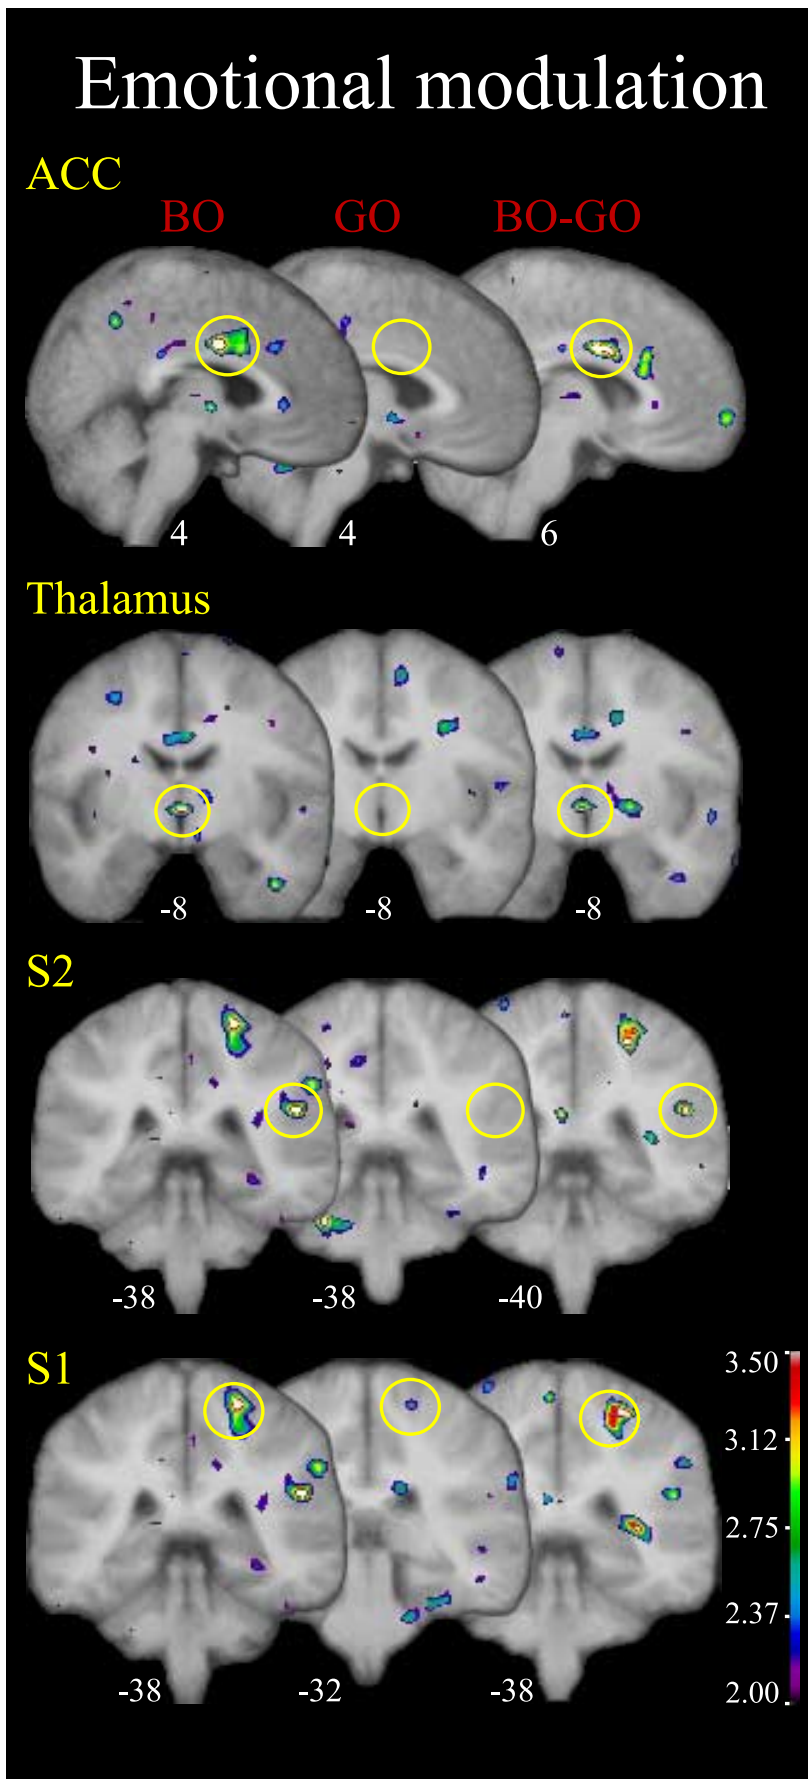 Emotional modulation
ACC
BO GO BO-GO
4 4 6
Thalamus
-8 -8 -8
S2
-38 -38 -40
S1
3.50
3.12
2.75
2.37
2.00
-38 -32 -38